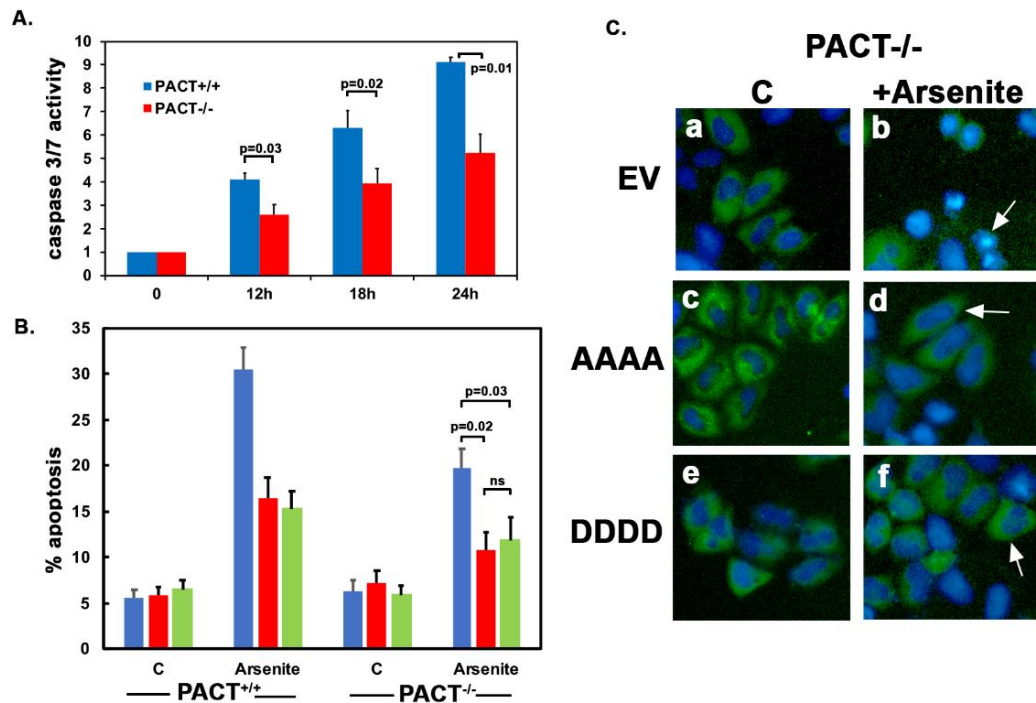 A.
caspase 3/7 activity
10
9
8
7
6
5
4
3
2
1
0
PACT+/+
PACT-/-
p=0.03
p=0.02
p=0.01
0 12h 18h 24h
B.
% apoptosis
35
30
25
20
15
10
5
0
p=0.03
p=0.02
ns
C Arsenite C Arsenite
PACT+/+ PACT-/-
C.
PACT-/-
C +Arsenite
EV
a b
AAAA
c d
DDDD
e f